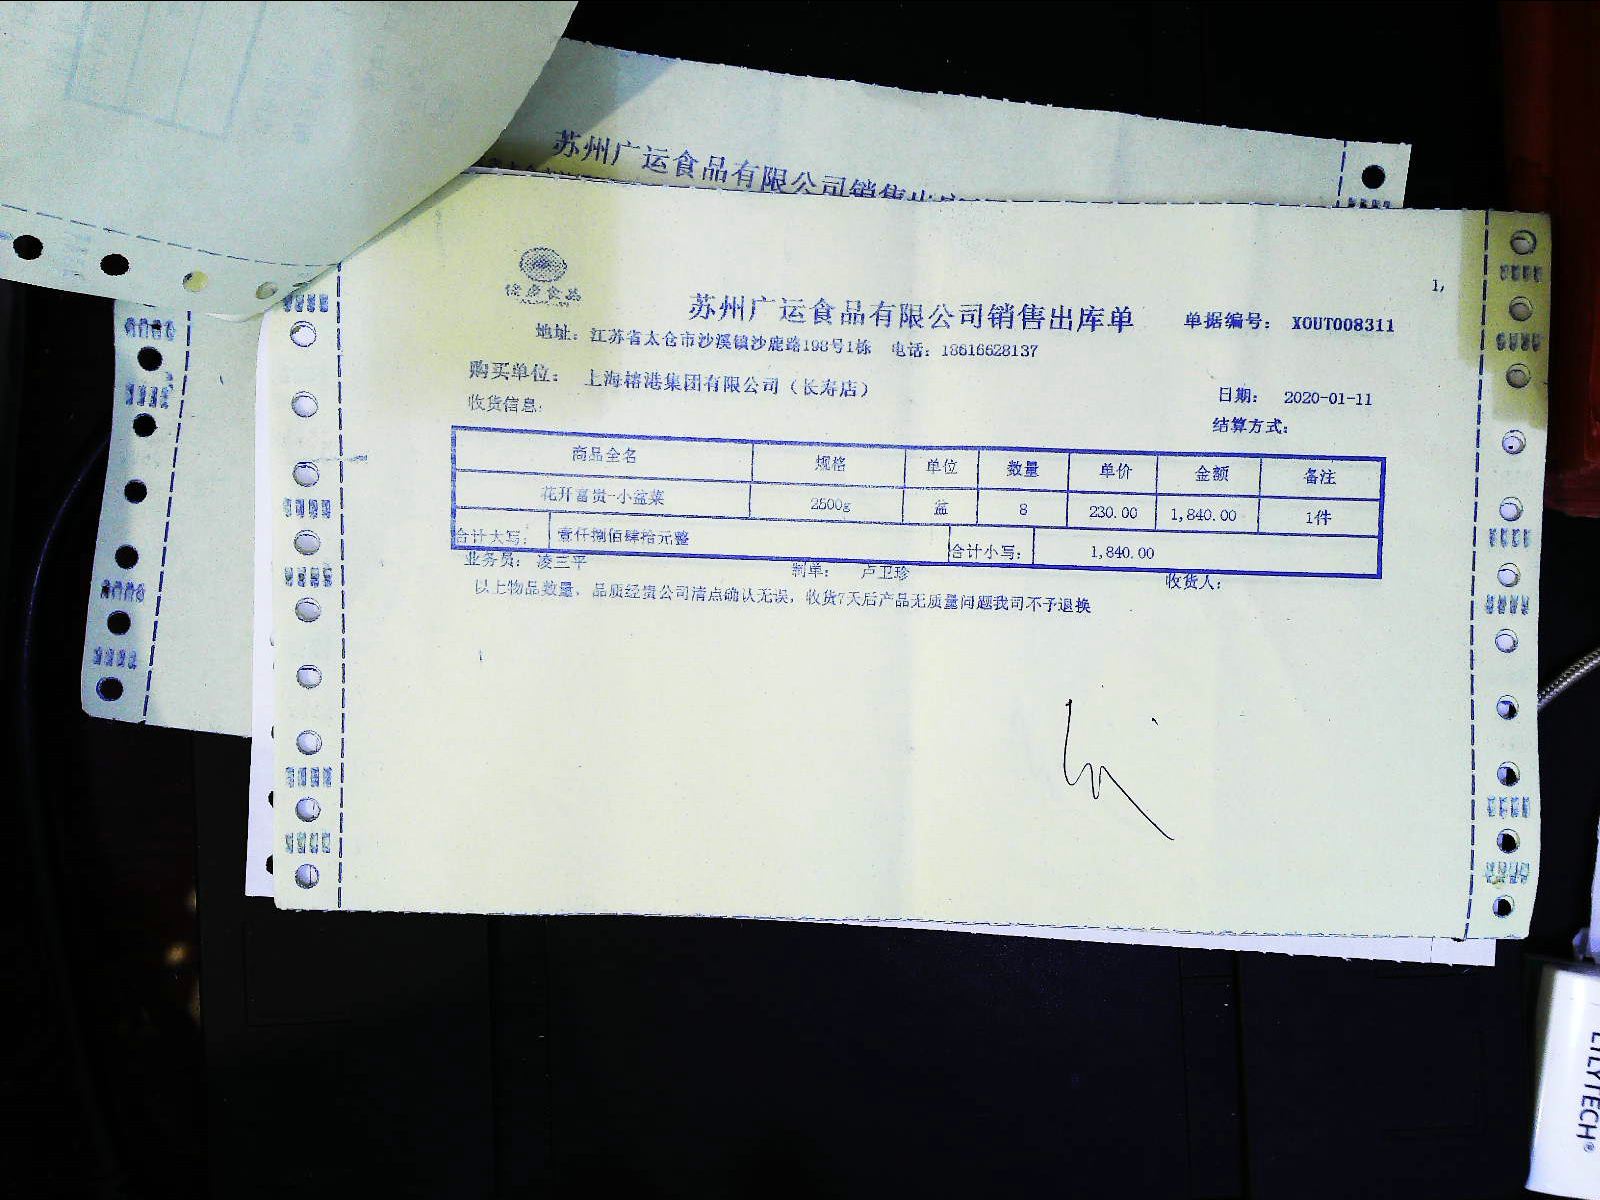 苏州广运食品有限公司销售出库单
佳彦食品
1,
苏州广运食品有限公司销售出库单
单据编号： XOUT008311
地址：江苏省太仓市沙溪镇沙鹿路198号1栋 电话：18616628137
购买单位： 上海榕港集团有限公司（长寿店）
日期： 2020-01-11
收货信息：
结算方式：
商品全名 规格 单位 数量 单价 金额 备注
花开富贵-小盆菜 2500g 盆 8 230.00 1,840.00 1件
合计大写： 壹仟捌佰肆拾元整 合计小写： 1,840.00
业务员： 凌三平 制单： 卢卫珍 收货人：
以上物品数量、品质经贵公司清点确认无误，收货7天后产品无质量问题我司不予退换
LILYTECH®